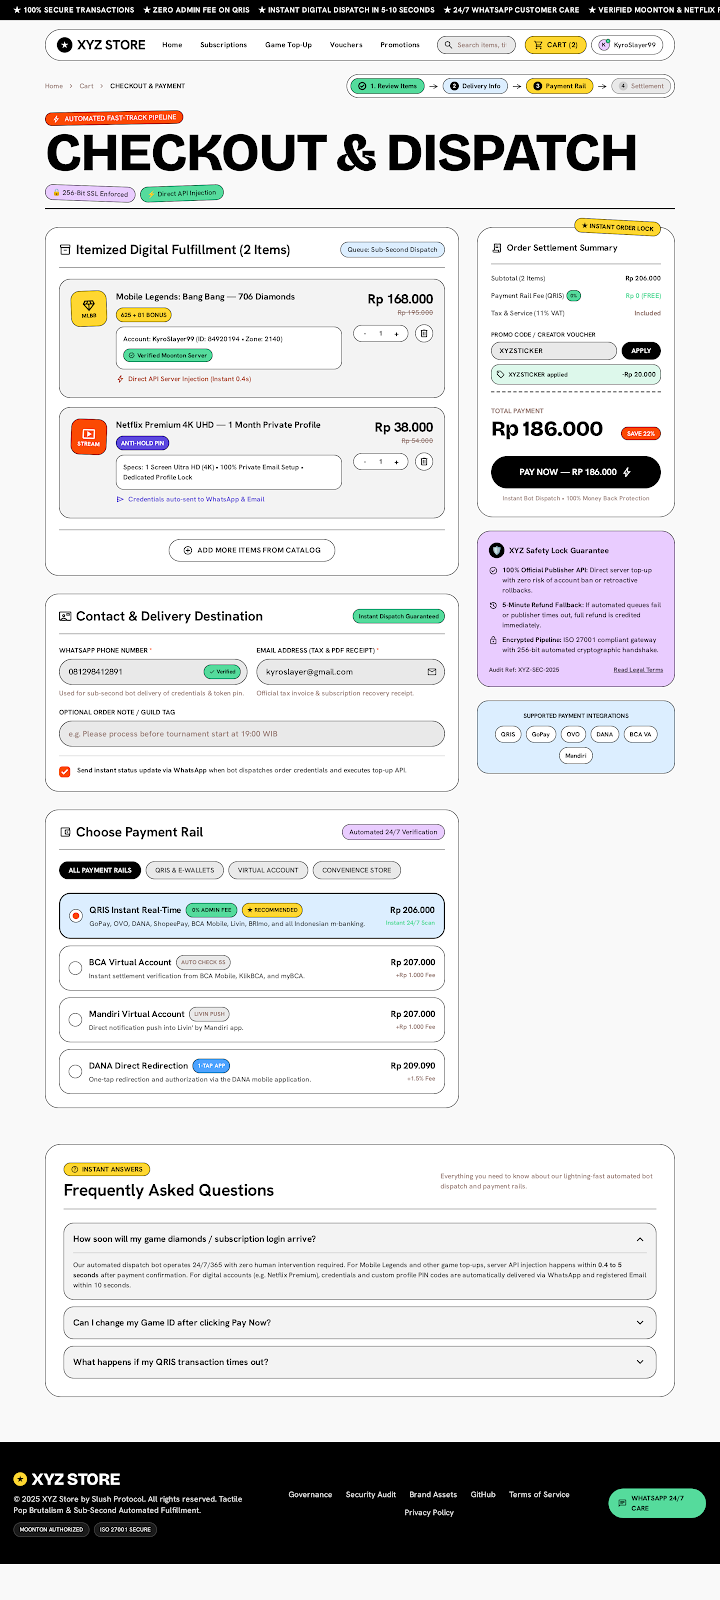 ★ 100% SECURE TRANSACTIONS ★ ZERO ADMIN FEE ON QRIS ★ INSTANT DIGITAL DISPATCH IN 5-10 SECONDS ★ 24/7 WHATSAPP CUSTOMER CARE ★ VERIFIED MOONTON & NETFLIX
XYZ STORE Home Subscriptions Game Top-Up Vouchers Promotions Search items, ti CART (2) KyroSlayer99
Home > Cart > CHECKOUT & PAYMENT
1. Review Items → 2 Delivery Info → 3 Payment Rail → 4 Settlement
AUTOMATED FAST-TRACK PIPELINE
CHECKOUT & DISPATCH
256-Bit SSL Enforced
Direct API Injection
Itemized Digital Fulfillment (2 Items)
Queue: Sub-Second Dispatch
MLBB
Mobile Legends: Bang Bang — 706 Diamonds
625 + 81 BONUS
Rp 168.000
Rp 195.000
Account: KyroSlayer99 (ID: 84920194 • Zone: 2140)
Verified Moonton Server
- 1 +
Direct API Server Injection (Instant 0.4s)
STREAM
Netflix Premium 4K UHD — 1 Month Private Profile
ANTI-HOLD PIN
Rp 38.000
Rp 54.000
Specs: 1 Screen Ultra HD (4K) • 100% Private Email Setup •
Dedicated Profile Lock
- 1 +
Credentials auto-sent to WhatsApp & Email
ADD MORE ITEMS FROM CATALOG
Contact & Delivery Destination
Instant Dispatch Guaranteed
WHATSAPP PHONE NUMBER *
081298412891
✓ Verified
Used for sub-second bot delivery of credentials & token pin.
EMAIL ADDRESS (TAX & PDF RECEIPT) *
kyroslayer@gmail.com
Official tax invoice & subscription recovery receipt.
OPTIONAL ORDER NOTE / GUILD TAG
e.g. Please process before tournament start at 19:00 WIB
Send instant status update via WhatsApp when bot dispatches order credentials and executes top-up API.
Choose Payment Rail
Automated 24/7 Verification
ALL PAYMENT RAILS
QRIS & E-WALLETS
VIRTUAL ACCOUNT
CONVENIENCE STORE
QRIS Instant Real-Time 0% ADMIN FEE ★ RECOMMENDED
GoPay, OVO, DANA, ShopeePay, BCA Mobile, Livin, BRImo, and all Indonesian m-banking.
Rp 206.000
Instant 24/7 Scan
BCA Virtual Account AUTO CHECK 5S
Instant settlement verification from BCA Mobile, KlikBCA, and myBCA.
Rp 207.000
+Rp 1.000 Fee
Mandiri Virtual Account LIVIN PUSH
Direct notification push into Livin' by Mandiri app.
Rp 207.000
+Rp 1.000 Fee
DANA Direct Redirection 1-TAP APP
One-tap redirection and authorization via the DANA mobile application.
Rp 209.090
+1.5% Fee
★ INSTANT ORDER LOCK
Order Settlement Summary
Subtotal (2 Items) Rp 206.000
Payment Rail Fee (QRIS) 0% Rp 0 (FREE)
Tax & Service (11% VAT) Included
PROMO CODE / CREATOR VOUCHER
XYZSTICKER
APPLY
XYZSTICKER applied -Rp 20.000
TOTAL PAYMENT
Rp 186.000
SAVE 22%
PAY NOW — RP 186.000
Instant Bot Dispatch • 100% Money Back Protection
XYZ Safety Lock Guarantee
100% Official Publisher API: Direct server top-up
with zero risk of account ban or retroactive
rollbacks.
5-Minute Refund Fallback: If automated queues fail
or publisher times out, full refund is credited
immediately.
Encrypted Pipeline: ISO 27001 compliant gateway
with 256-bit automated cryptographic handshake.
Audit Ref: XYZ-SEC-2025
Read Legal Terms
SUPPORTED PAYMENT INTEGRATIONS
QRIS GoPay OVO DANA BCA VA
Mandiri
INSTANT ANSWERS
Frequently Asked Questions
Everything you need to know about our lightning-fast automated bot
dispatch and payment rails.
How soon will my game diamonds / subscription login arrive?
Our automated dispatch bot operates 24/7/365 with zero human intervention required. For Mobile Legends and other game top-ups, server API injection happens within 0.4 to 5
seconds after payment confirmation. For digital accounts (e.g. Netflix Premium), credentials and custom profile PIN codes are automatically delivered via WhatsApp and registered Email
within 10 seconds.
Can I change my Game ID after clicking Pay Now?
What happens if my QRIS transaction times out?
XYZ STORE
© 2025 XYZ Store by Slush Protocol. All rights reserved. Tactile
Pop Brutalism & Sub-Second Automated Fulfillment.
MOONTON AUTHORIZED
ISO 27001 SECURE
Governance Security Audit Brand Assets GitHub Terms of Service
Privacy Policy
WHATSAPP 24/7
CARE